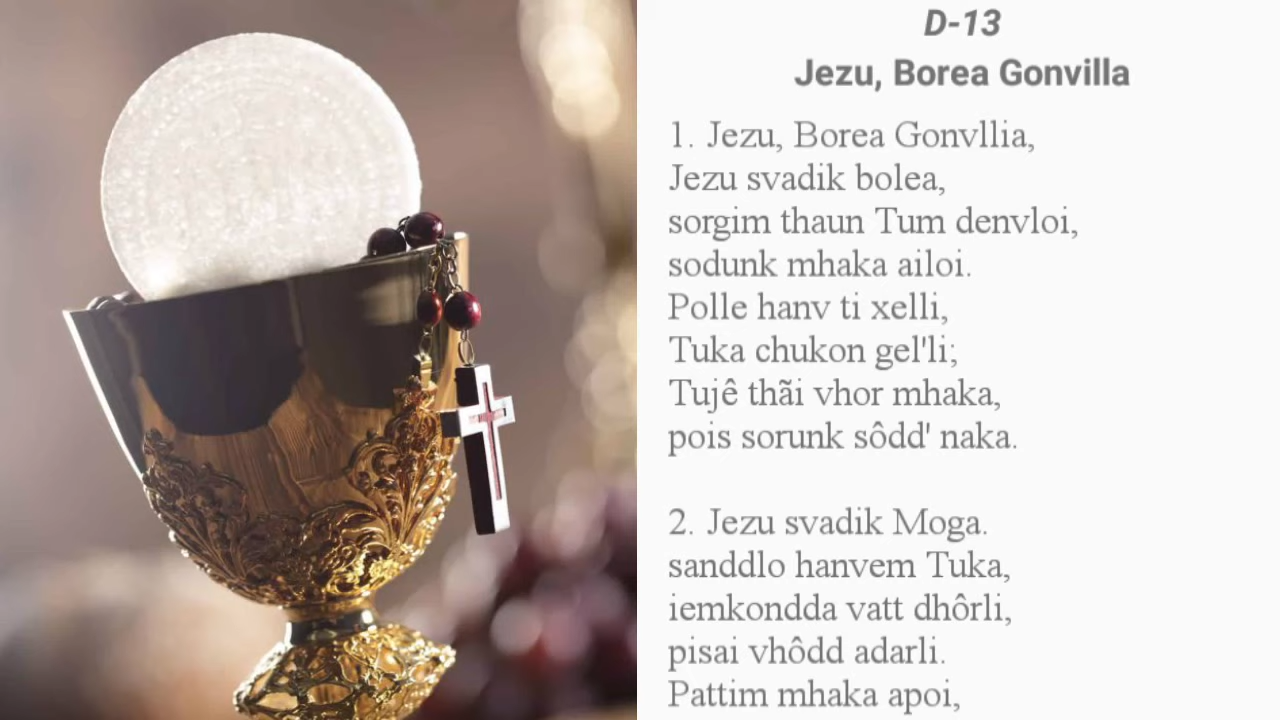 D-13
Jezu, Borea Gonvilla
1. Jezu, Borea Gonvllia,
Jezu svadik bolea,
sorgim thaun Tum denvloi,
sodunk mhaka ailoi.
Polle hanv ti xelli,
Tuka chukon gel'li;
Tujê thãi vhor mhaka,
pois sorunk sôdd' naka.
2. Jezu svadik Moga.
sanddlo hanvem Tuka,
iemkondda vatt dhôrli,
pisai vhôdd adarli.
Pattim mhaka apoi,